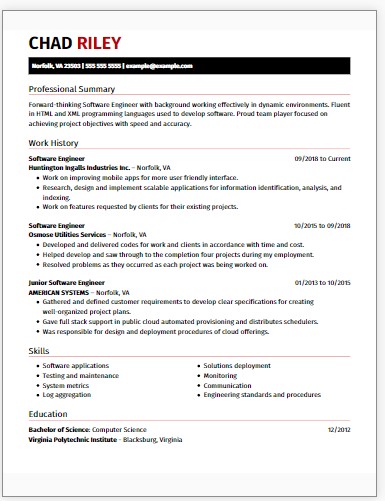 CHAD RILEY
Norfolk, VA 23503 | 555 555 5555 | example@example.com
Professional Summary
Forward-thinking Software Engineer with background working effectively in dynamic environments. Fluent
in HTML and XML programming languages used to develop software. Proud team player focused on
achieving project objectives with speed and accuracy.
Work History
Software Engineer 09/2018 to Current
Huntington Ingalls Industries Inc. – Norfolk, VA
• Work on improving mobile apps for more user friendly interface.
• Research, design and implement scalable applications for information identification, analysis, and
indexing.
• Work on features requested by clients for their existing projects.
Software Engineer 10/2015 to 09/2018
Osmose Utilities Services – Norfolk, VA
• Developed and delivered codes for work and clients in accordance with time and cost.
• Helped develop and saw through to the completion four projects during my employment.
• Resolved problems as they occurred as each project was being worked on.
Junior Software Engineer 01/2013 to 10/2015
AMERICAN SYSTEMS – Norfolk, VA
• Gathered and defined customer requirements to develop clear specifications for creating
well-organized project plans.
• Gave full stack support in public cloud automated provisioning and distributes schedulers.
• Was responsible for design and deployment procedures of cloud offerings.
Skills
• Software applications
• Testing and maintenance
• System metrics
• Log aggregation
• Solutions deployment
• Monitoring
• Communication
• Engineering standards and procedures
Education
Bachelor of Science: Computer Science 12/2012
Virginia Polytechnic Institute - Blacksburg, Virginia